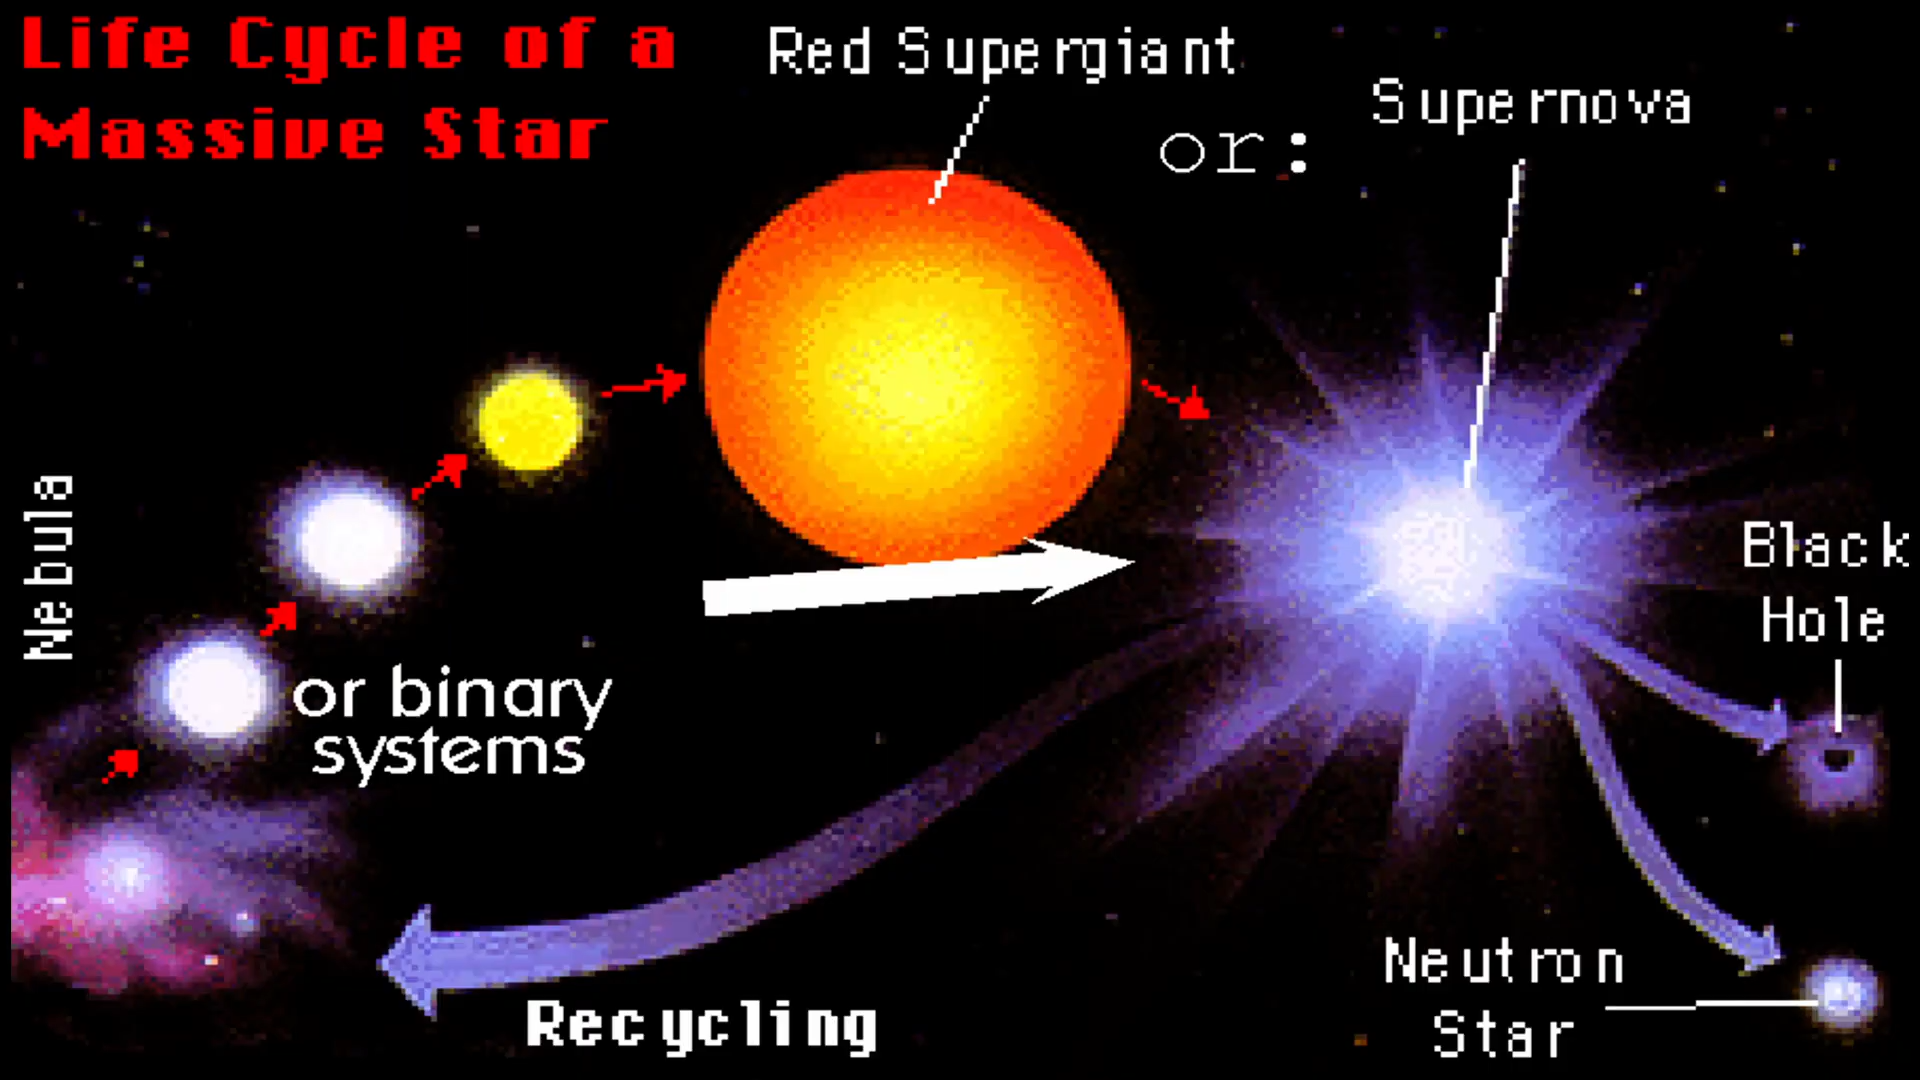 Life Cycle of a
Massive Star
Red Supergiant
or:
Supernova
Nebula
or binary
systems
Black
Hole
Neutron
Star
Recycling